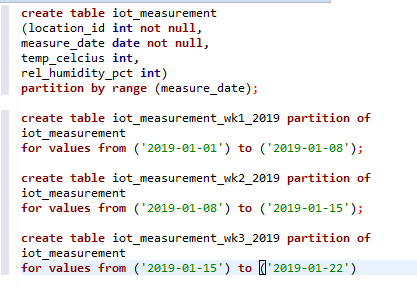 create table iot_measurement
(location_id int not null,
measure_date date not null,
temp_celcius int,
rel_humidity_pct int)
partition by range (measure_date);
create table iot_measurement_wk1_2019 partition of
iot_measurement
for values from ('2019-01-01') to ('2019-01-08');
create table iot_measurement_wk2_2019 partition of
iot_measurement
for values from ('2019-01-08') to ('2019-01-15');
create table iot_measurement_wk3_2019 partition of
iot_measurement
for values from ('2019-01-15') to ('2019-01-22')